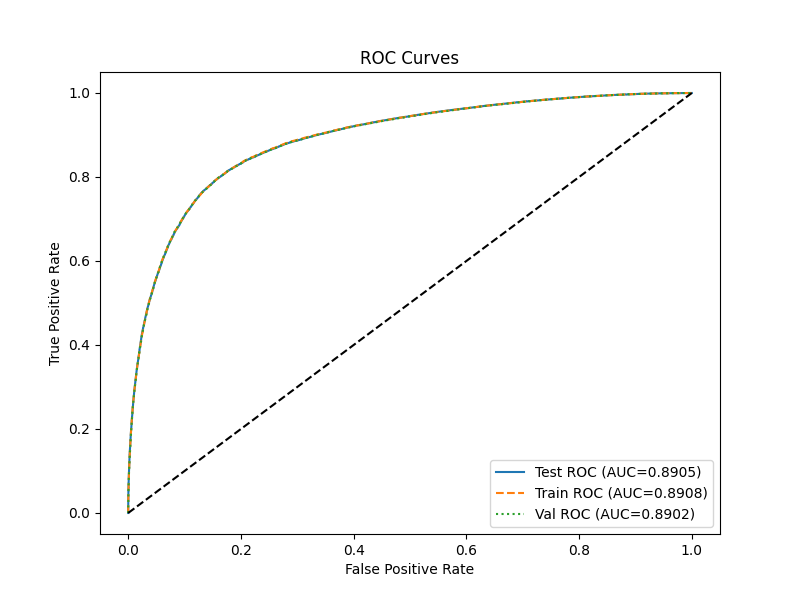 ROC Curves
True Positive Rate
1.0
0.8
0.6
0.4
0.2
0.0
0.0 0.2 0.4 0.6 0.8 1.0
False Positive Rate
Test ROC (AUC=0.8905)
Train ROC (AUC=0.8908)
Val ROC (AUC=0.8902)